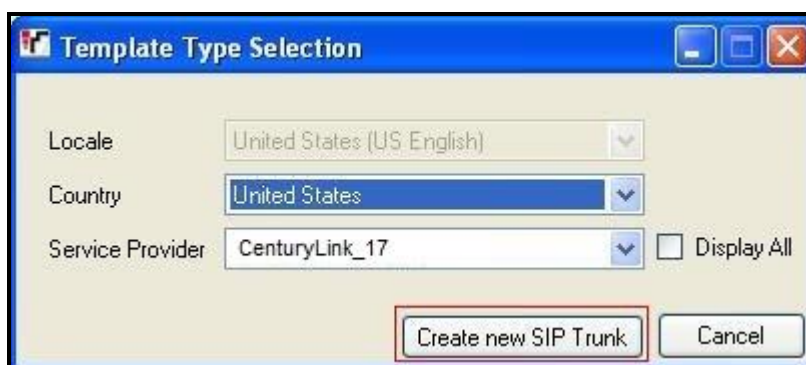 Template Type Selection
Locale United States (US English)
Country United States
Service Provider CenturyLink_17 Display All
Create new SIP Trunk Cancel